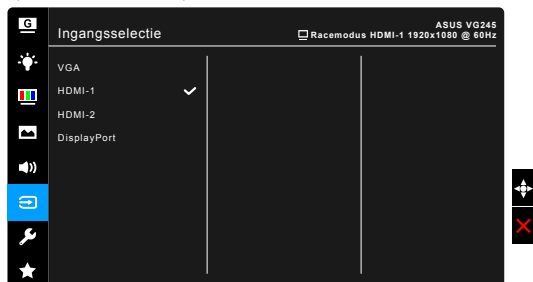 G
Ingangsselectie
ASUS VG245
Racemodus HDMI-1 1920x1080 @ 60Hz
VGA
HDMI-1
HDMI-2
DisplayPort